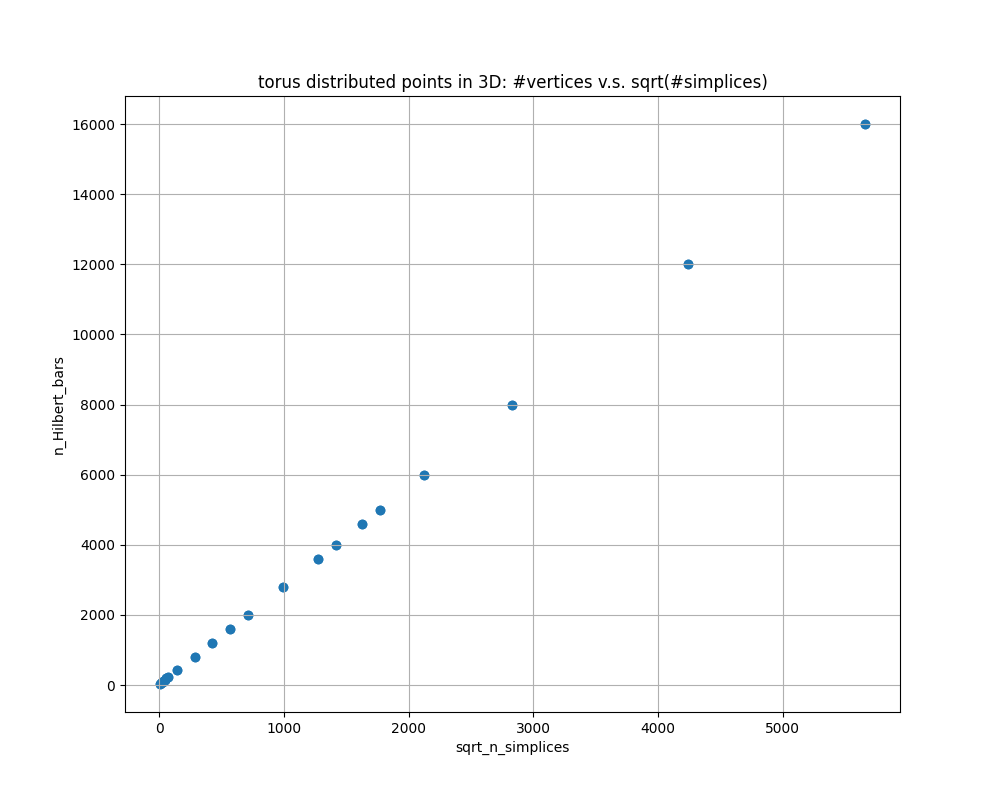 torus distributed points in 3D: #vertices v.s. sqrt(#simplices)
16000
14000
12000
10000
8000
6000
4000
2000
0
n_Hilbert_bars
0 1000 2000 3000 4000 5000
sqrt_n_simplices